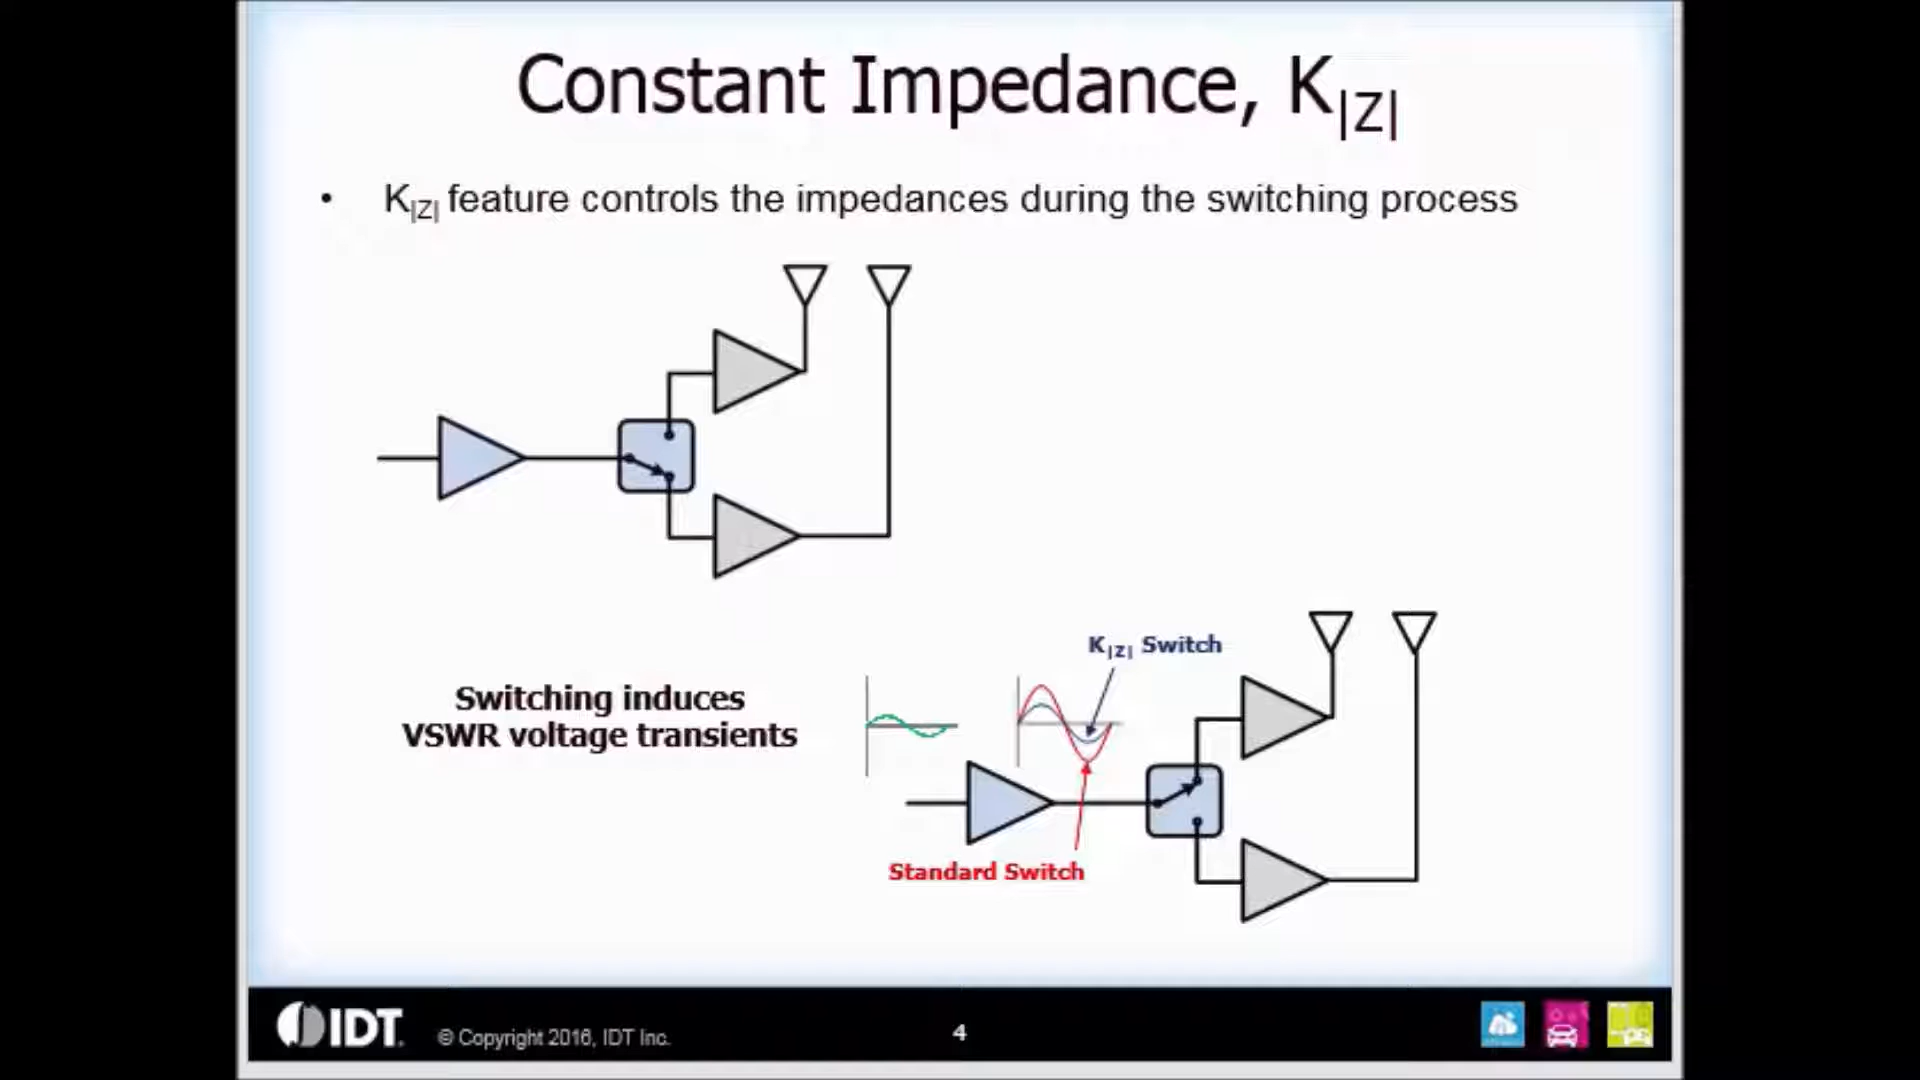 Constant Impedance, K|Z|
• K|Z| feature controls the impedances during the switching process
K|Z| Switch
Switching induces
VSWR voltage transients
Standard Switch
IDT. © Copyright 2016, IDT Inc. 4